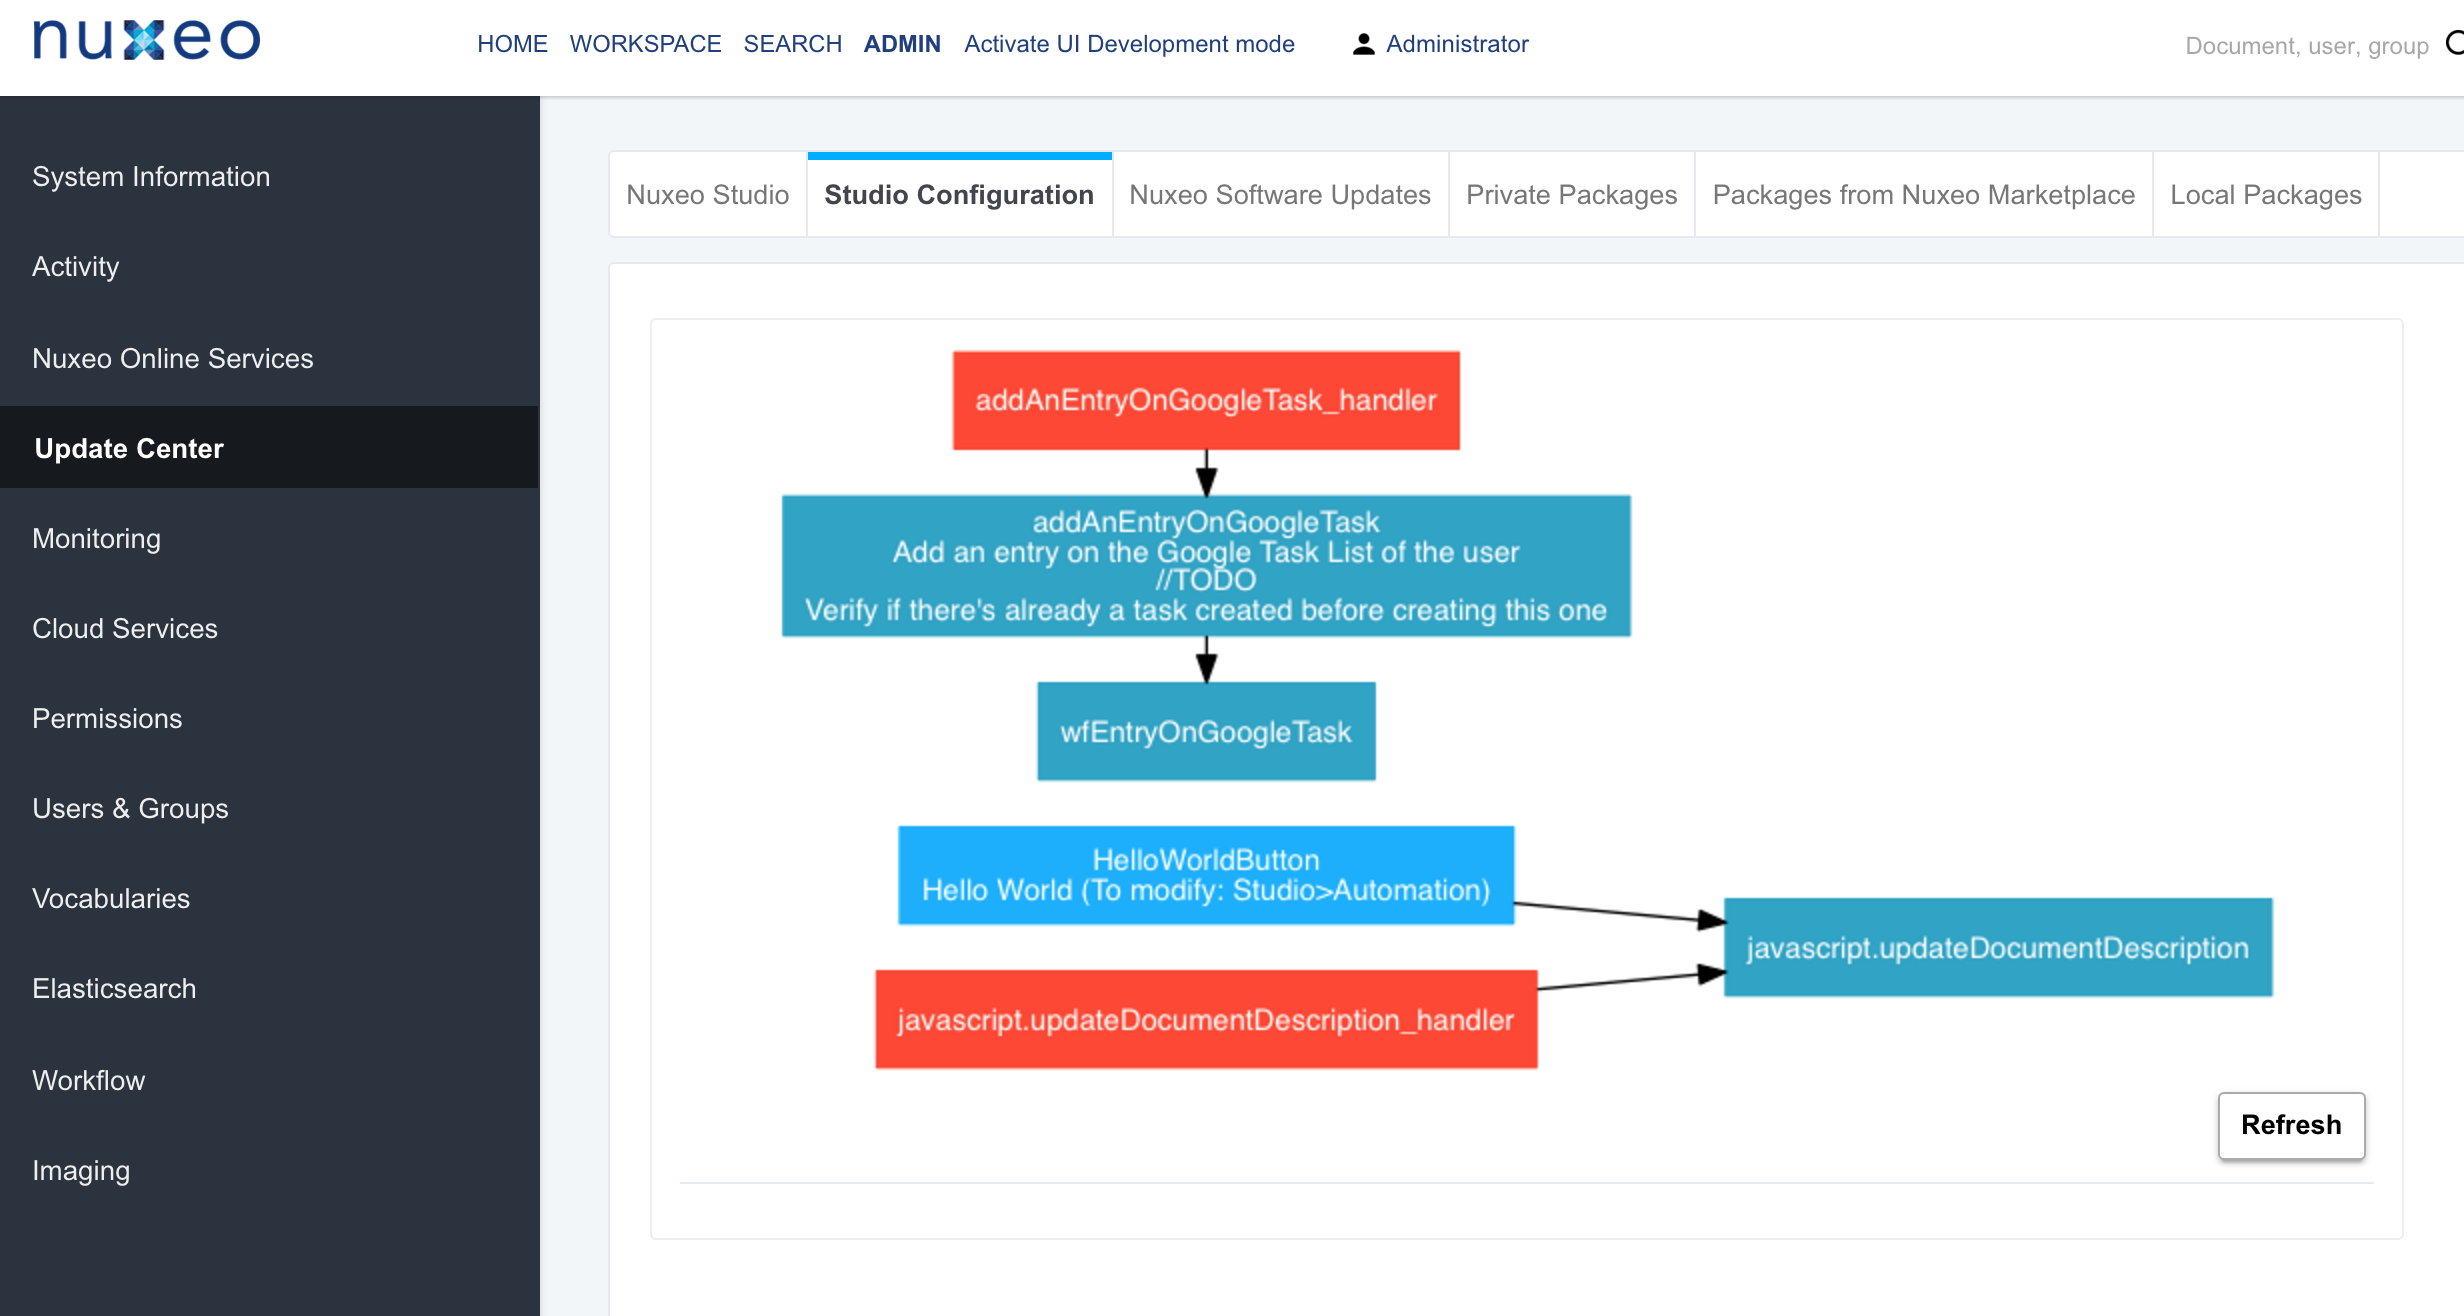 nuxeo
HOME WORKSPACE SEARCH ADMIN Activate UI Development mode Administrator Document, user, group
System Information
Activity
Nuxeo Online Services
Update Center
Monitoring
Cloud Services
Permissions
Users & Groups
Vocabularies
Elasticsearch
Workflow
Imaging
Nuxeo Studio Studio Configuration Nuxeo Software Updates Private Packages Packages from Nuxeo Marketplace Local Packages
addAnEntryOnGoogleTask_handler
addAnEntryOnGoogleTask
Add an entry on the Google Task List of the user
//TODO
Verify if there's already a task created before creating this one
wfEntryOnGoogleTask
HelloWorldButton
Hello World (To modify: Studio>Automation)
javascript.updateDocumentDescription
javascript.updateDocumentDescription_handler
Refresh